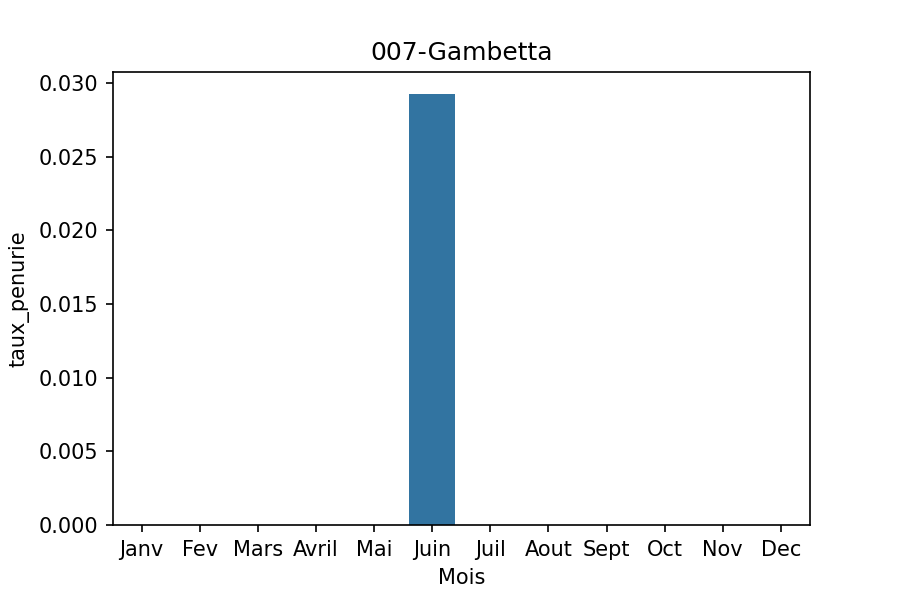 007-Gambetta
0.030
0.025
0.020
0.015
0.010
0.005
0.000
taux_penurie
Janv Fev Mars Avril Mai Juin Juil Aout Sept Oct Nov Dec
Mois